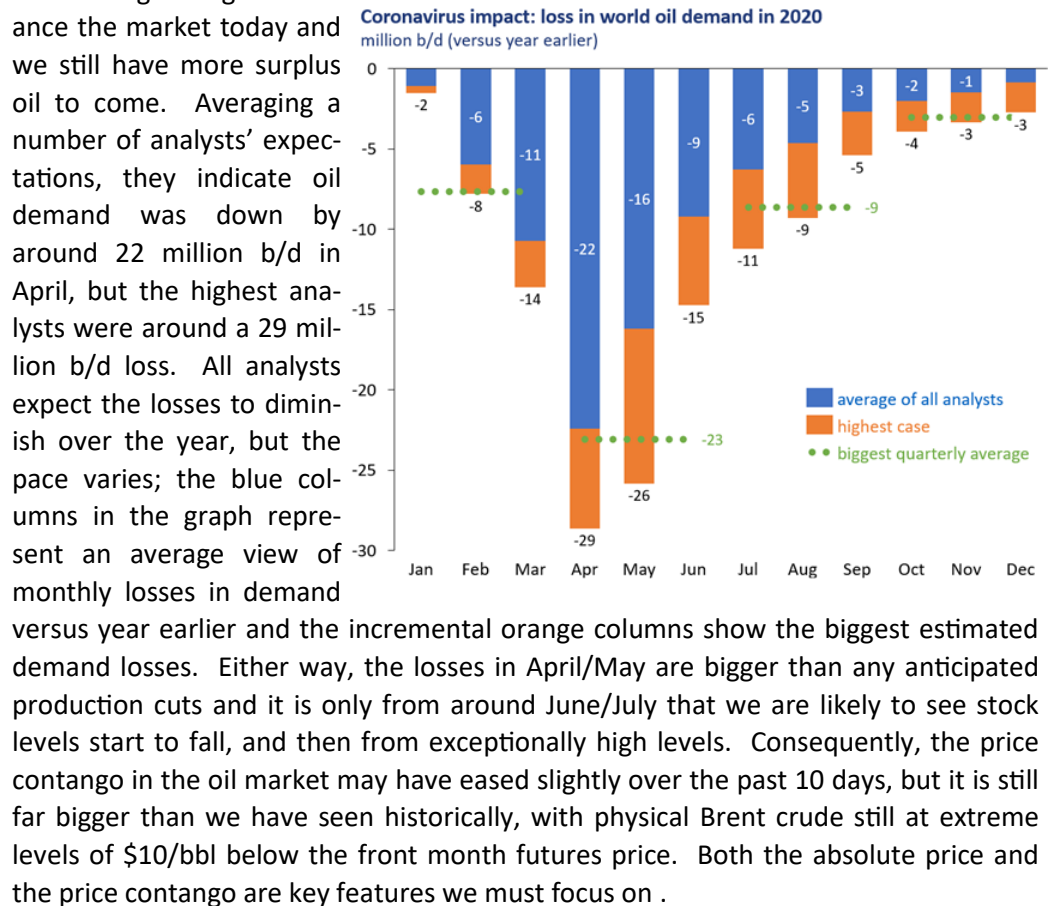 ance the market today and
we still have more surplus
oil to come. Averaging a
number of analysts’ expec-
tations, they indicate oil
demand was down by
around 22 million b/d in
April, but the highest ana-
lysts were around a 29 mil-
lion b/d loss. All analysts
expect the losses to dimin-
ish over the year, but the
pace varies; the blue col-
umns in the graph repre-
sent an average view of
monthly losses in demand
Coronavirus impact: loss in world oil demand in 2020
million b/d (versus year earlier)
0
-5
-10
-15
-20
-25
-30
-2
-6
-8
-11
-14
-22
-29
-16
-26
-9
-15
-6
-11
-5
-9
-3
-5
-2
-4
-1
-3
-3
-23
-9
average of all analysts
highest case
biggest quarterly average
Jan Feb Mar Apr May Jun Jul Aug Sep Oct Nov Dec
versus year earlier and the incremental orange columns show the biggest estimated
demand losses. Either way, the losses in April/May are bigger than any anticipated
production cuts and it is only from around June/July that we are likely to see stock
levels start to fall, and then from exceptionally high levels. Consequently, the price
contango in the oil market may have eased slightly over the past 10 days, but it is still
far bigger than we have seen historically, with physical Brent crude still at extreme
levels of $10/bbl below the front month futures price. Both the absolute price and
the price contango are key features we must focus on .